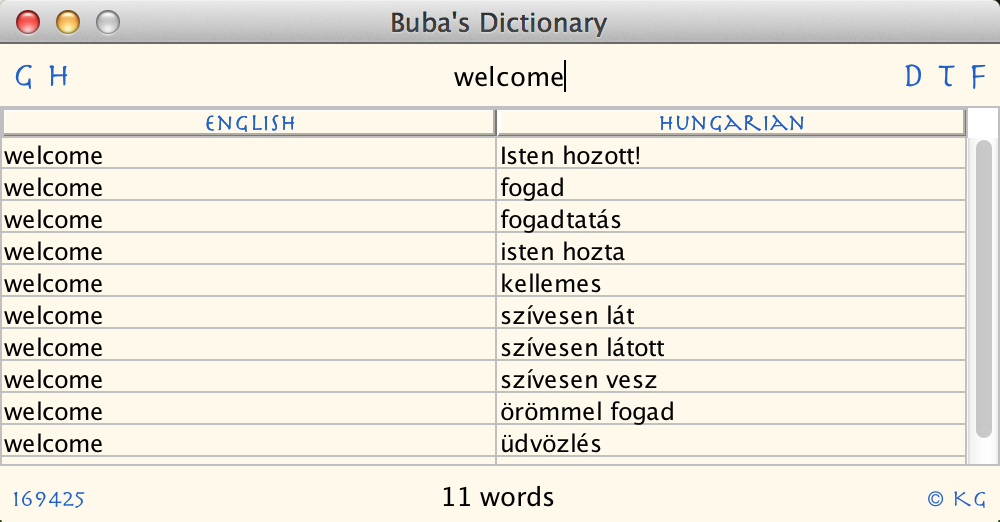 Buba's Dictionary
G H welcome D T F
ENGLISH HUNGARIAN
welcome Isten hozott!
welcome fogad
welcome fogadtatás
welcome isten hozta
welcome kellemes
welcome szívesen lát
welcome szívesen látott
welcome szívesen vesz
welcome örömmel fogad
welcome üdvözlés
169425 11 words © KG